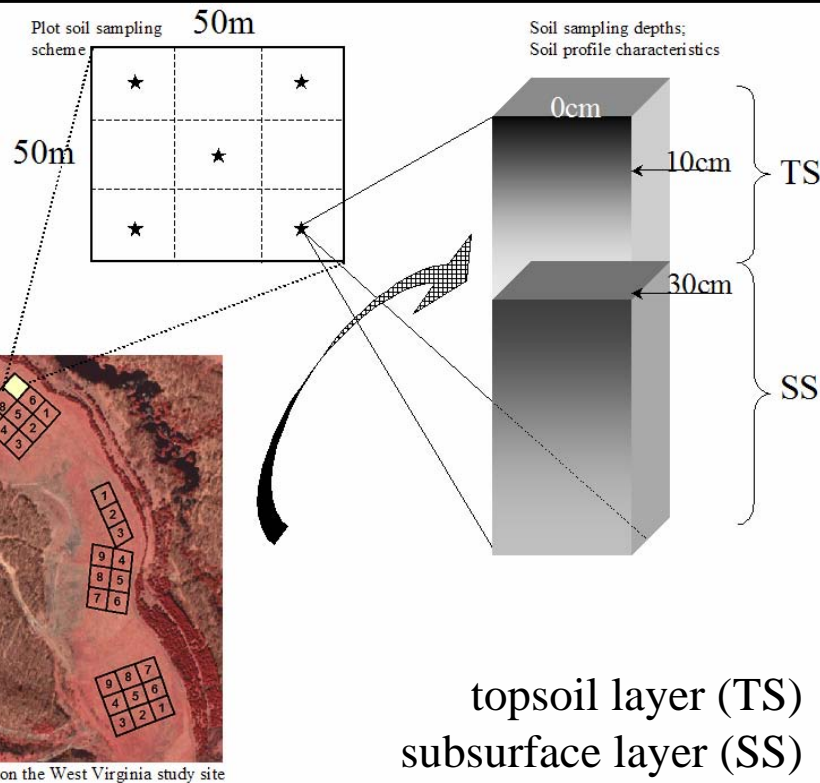 Plot soil sampling
scheme
50m
50m
Soil sampling depths;
Soil profile characteristics
0cm
10cm
TS
30cm
SS
8 5 6 1
4 3 2
1
2
3
9 4
8 5
7 6
9 8 7
4 5 6
3 2 1
topsoil layer (TS)
subsurface layer (SS)
on the West Virginia study site